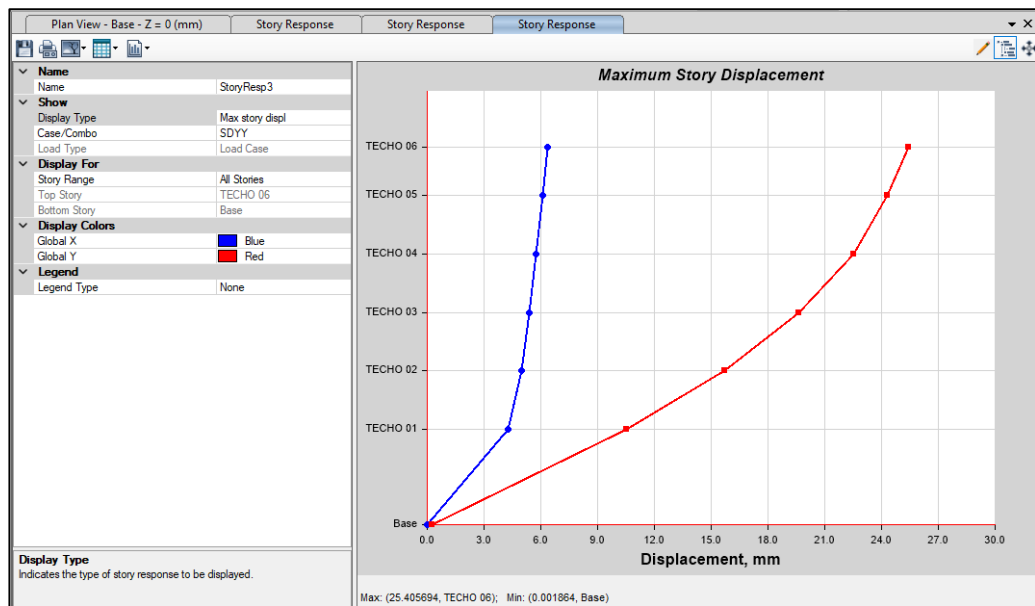 Plan View - Base - Z = 0 (mm) Story Response Story Response Story Response
Name
Name StoryResp3
Show
Display Type Max story displ
Case/Combo SDYY
Load Type Load Case
Display For
Story Range All Stories
Top Story TECHO 06
Bottom Story Base
Display Colors
Global X Blue
Global Y Red
Legend
Legend Type None
Display Type
Indicates the type of story response to be displayed.
Maximum Story Displacement
TECHO 06
TECHO 05
TECHO 04
TECHO 03
TECHO 02
TECHO 01
Base
0.0 3.0 6.0 9.0 12.0 15.0 18.0 21.0 24.0 27.0 30.0
Displacement, mm
Max: (25.405694, TECHO 06); Min: (0.001864, Base)